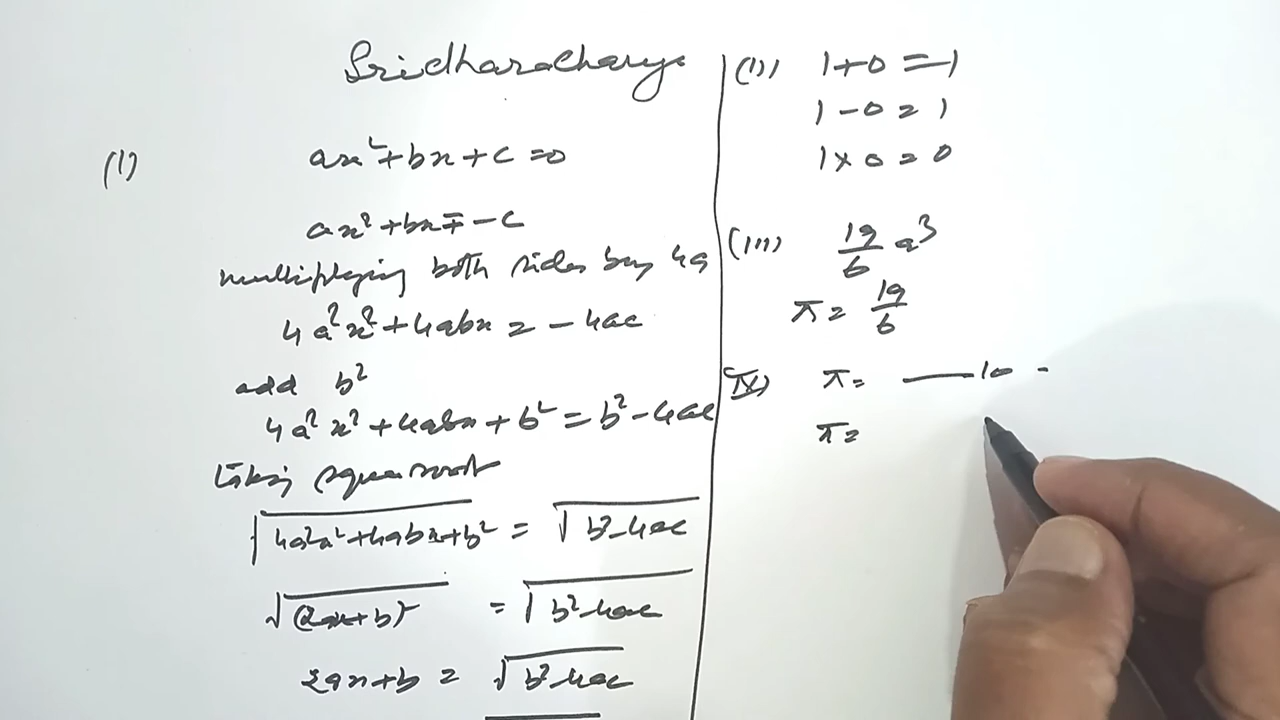 Sridharacharya
(I) ax²+bx+c=0
ax²+bx=-c
multiplying both sides by 4a
4a²x²+4abx = -4ac
add b²
4a²x²+4abx+b²=b²-4ac
taking square root
√4a²x²+4abx+b² = √b²-4ac
√(2ax+b)² = √b²-4ac
2ax+b = √b²-4ac
(II) 1+0=1
1-0=1
1×0=0
(III) 19/6 a³
π=19/6
IV) π= —10 -
π=